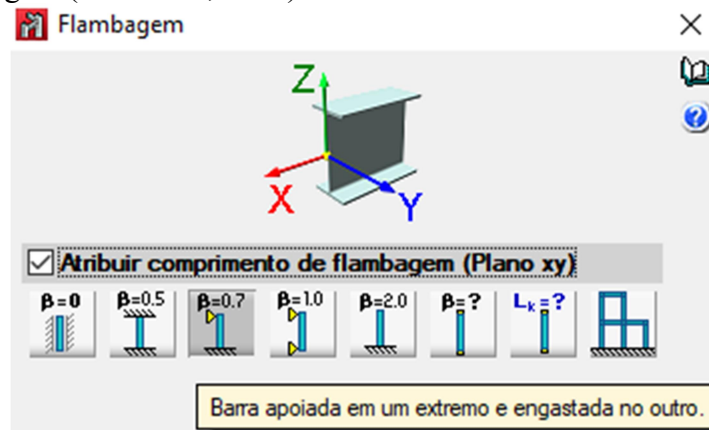 Flambagem
Z
X
Y
Atribuir comprimento de flambagem (Plano xy)
β=0 β=0.5 β=0.7 β=1.0 β=2.0 β=? Lk=?
Barra apoiada em um extremo e engastada no outro.